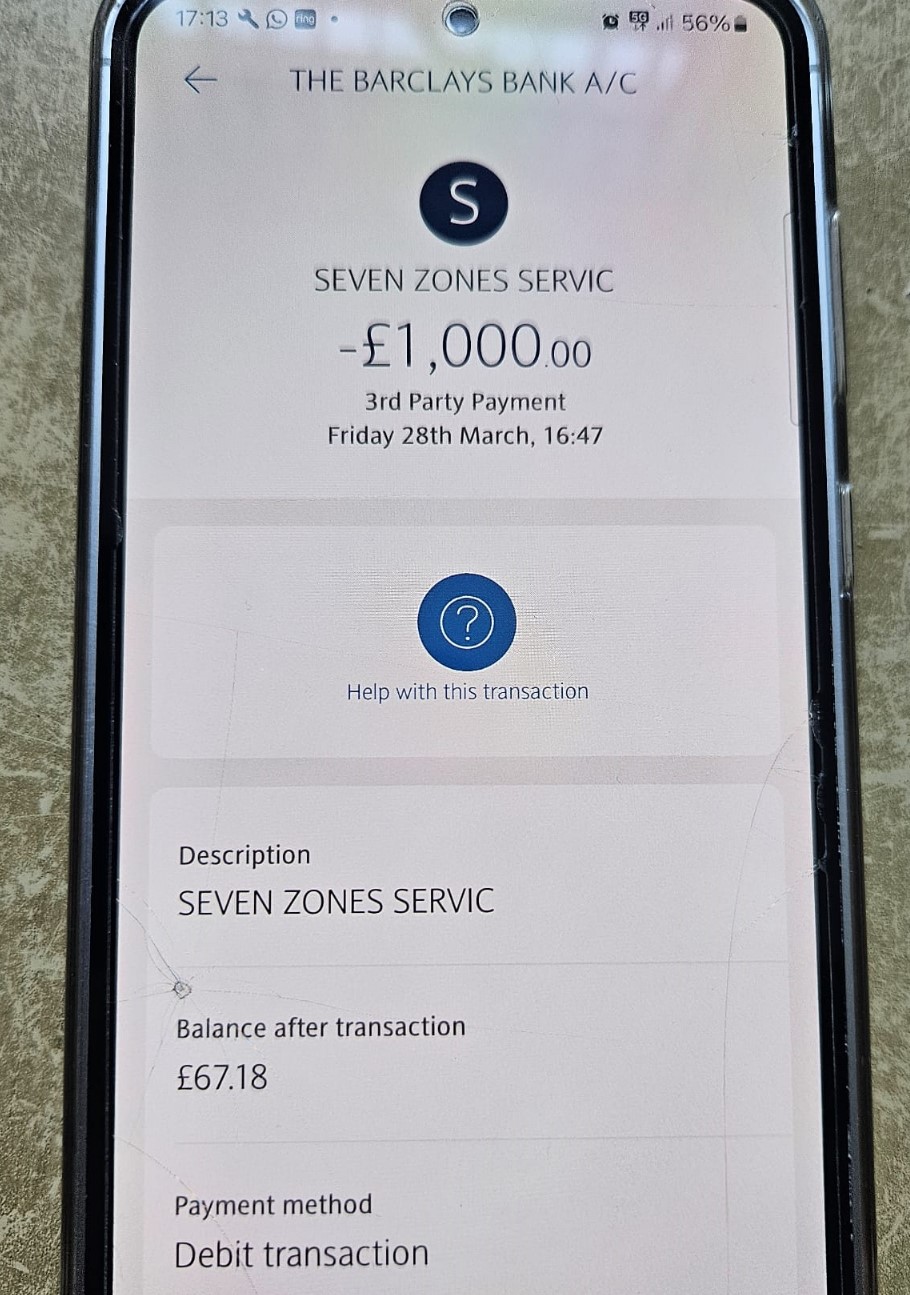 17:13 ring 5G 56%
THE BARCLAYS BANK A/C
S
SEVEN ZONES SERVIC
-£1,000.00
3rd Party Payment
Friday 28th March, 16:47
?
Help with this transaction
Description
SEVEN ZONES SERVIC
Balance after transaction
£67.18
Payment method
Debit transaction